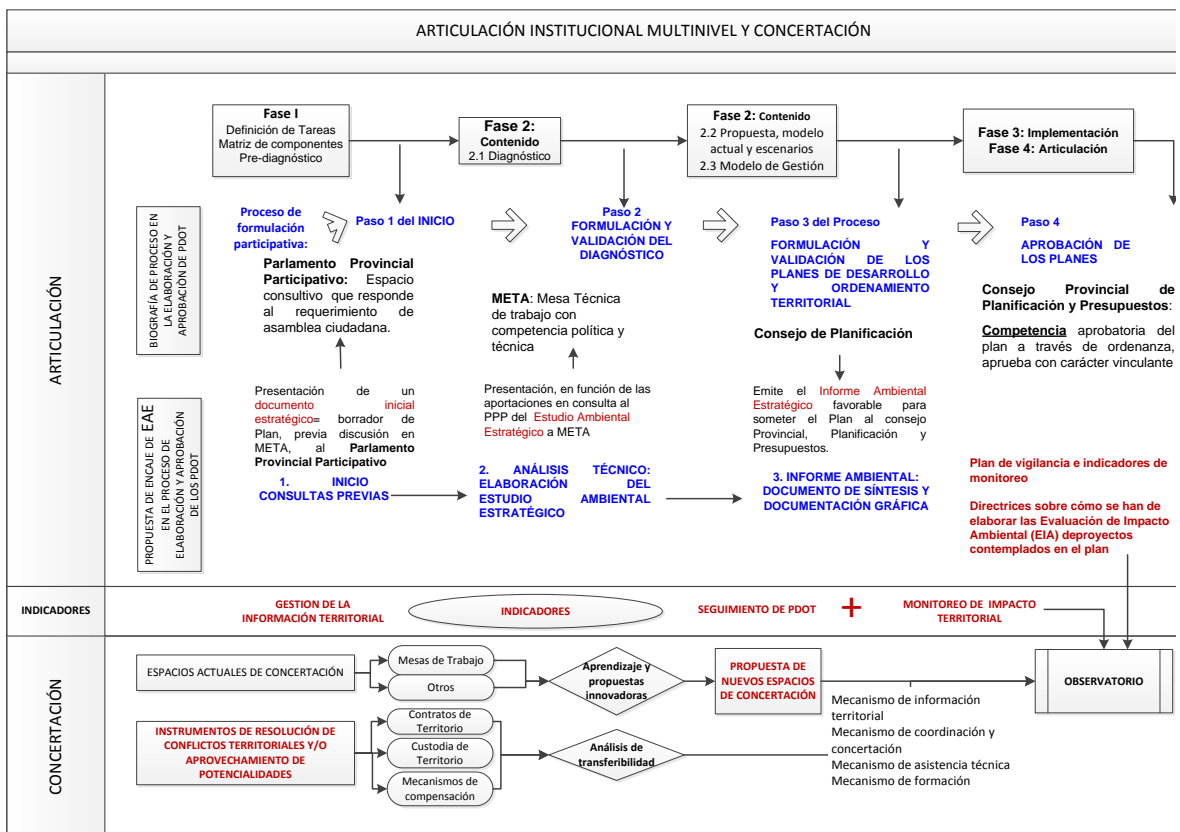 ARTICULACIÓN INSTITUCIONAL MULTINIVEL Y CONCERTACIÓN
ARTICULACIÓN
Fase I
Definición de Tareas
Matriz de componentes
Pre-diagnóstico
Fase 2:
Contenido
2.1 Diagnóstico
Fase 2: Contenido
2.2 Propuesta, modelo
actual y escenarios
2.3 Modelo de Gestión
Fase 3: Implementación
Fase 4: Articulación
BIOGRAFÍA DE PROCESO EN
LA ELABORACIÓN Y
APROBACIÒN DE PDOT
Proceso de
formulación
participativa:
Paso 1 del INICIO
Parlamento Provincial
Participativo: Espacio
consultivo que responde
al requerimiento de
asamblea ciudadana.
Paso 2
FORMULACIÓN Y
VALIDACIÓN DEL
DIAGNÓSTICO
META: Mesa Técnica
de trabajo con
competencia política y
técnica
Paso 3 del Proceso
FORMULACIÓN Y
VALIDACIÓN DE LOS
PLANES DE DESARROLLO
Y ORDENAMIENTO
TERRITORIAL
Consejo de Planificación
Paso 4
APROBACIÓN DE
LOS PLANES
Consejo Provincial de
Planificación y Presupuestos:
Competencia aprobatoria del
plan a través de ordenanza,
aprueba con carácter vinculante
PROPUESTA DE ENCAJE DE EAE
EN EL PROCESO DE
ELABORACIÓN Y APROBACIÓN
DE LOS PDOT
Presentación de un
documento inicial
estratégico= borrador de
Plan, previa discusión en
META, al Parlamento
Provincial Participativo
1. INICIO
CONSULTAS PREVIAS
Presentación, en función de las
aportaciones en consulta al
PPP del Estudio Ambiental
Estratégico a META
2. ANÁLISIS TÉCNICO:
ELABORACIÓN DEL
ESTUDIO AMBIENTAL
ESTRATÉGICO
Emite el Informe Ambiental
Estratégico favorable para
someter el Plan al consejo
Provincial, Planificación y
Presupuestos.
3. INFORME AMBIENTAL:
DOCUMENTO DE SÍNTESIS Y
DOCUMENTACIÓN GRÁFICA
Plan de vigilancia e indicadores de
monitoreo
Directrices sobre cómo se han de
elaborar las Evaluación de Impacto
Ambiental (EIA) deproyectos
contemplados en el plan
INDICADORES
GESTION DE LA
INFORMACIÓN TERRITORIAL
INDICADORES
SEGUIMIENTO DE PDOT
+
MONITOREO DE IMPACTO
TERRITORIAL
CONCERTACIÓN
ESPACIOS ACTUALES DE CONCERTACIÓN
Mesas de Trabajo
Otros
Aprendizaje y
propuestas
innovadoras
PROPUESTA DE
NUEVOS ESPACIOS
DE CONCERTACIÓN
OBSERVATORIO
INSTRUMENTOS DE RESOLUCIÓN DE
CONFLICTOS TERRITORIALES Y/O
APROVECHAMIENTO DE
POTENCIALIDADES
Contratos de
Territorio
Custodia de
Territorio
Mecanismos de
compensación
Análisis de
transferibilidad
Mecanismo de información
territorial
Mecanismo de coordinación y
concertación
Mecanismo de asistencia técnica
Mecanismo de formación